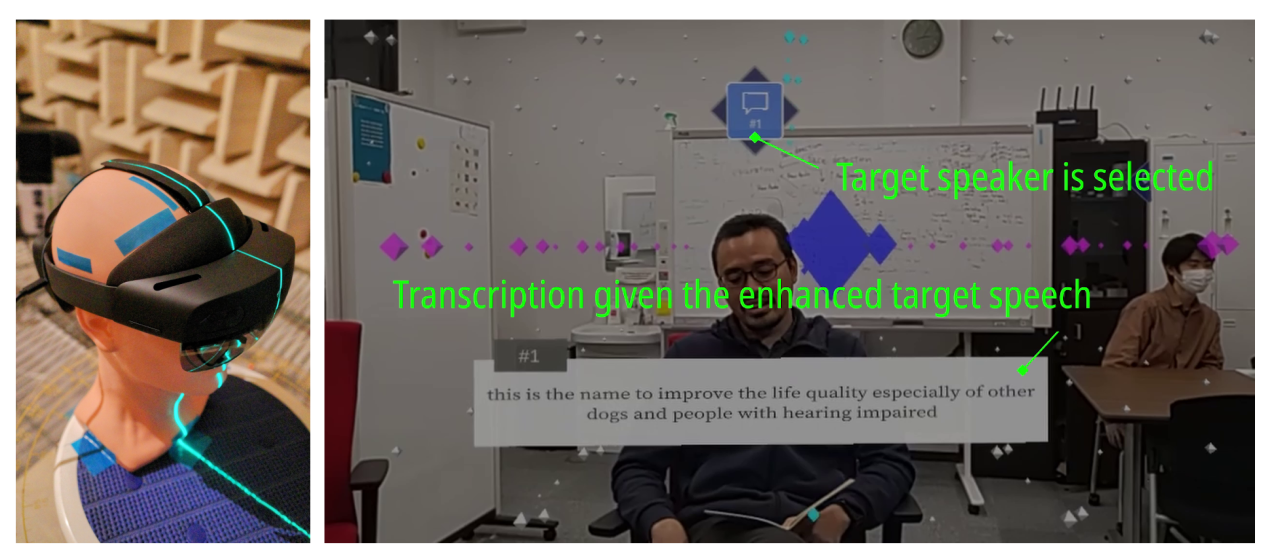 #1
Target speaker is selected
Transcription given the enhanced target speech
#1
this is the name to improve the life quality especially of other
dogs and people with hearing impaired